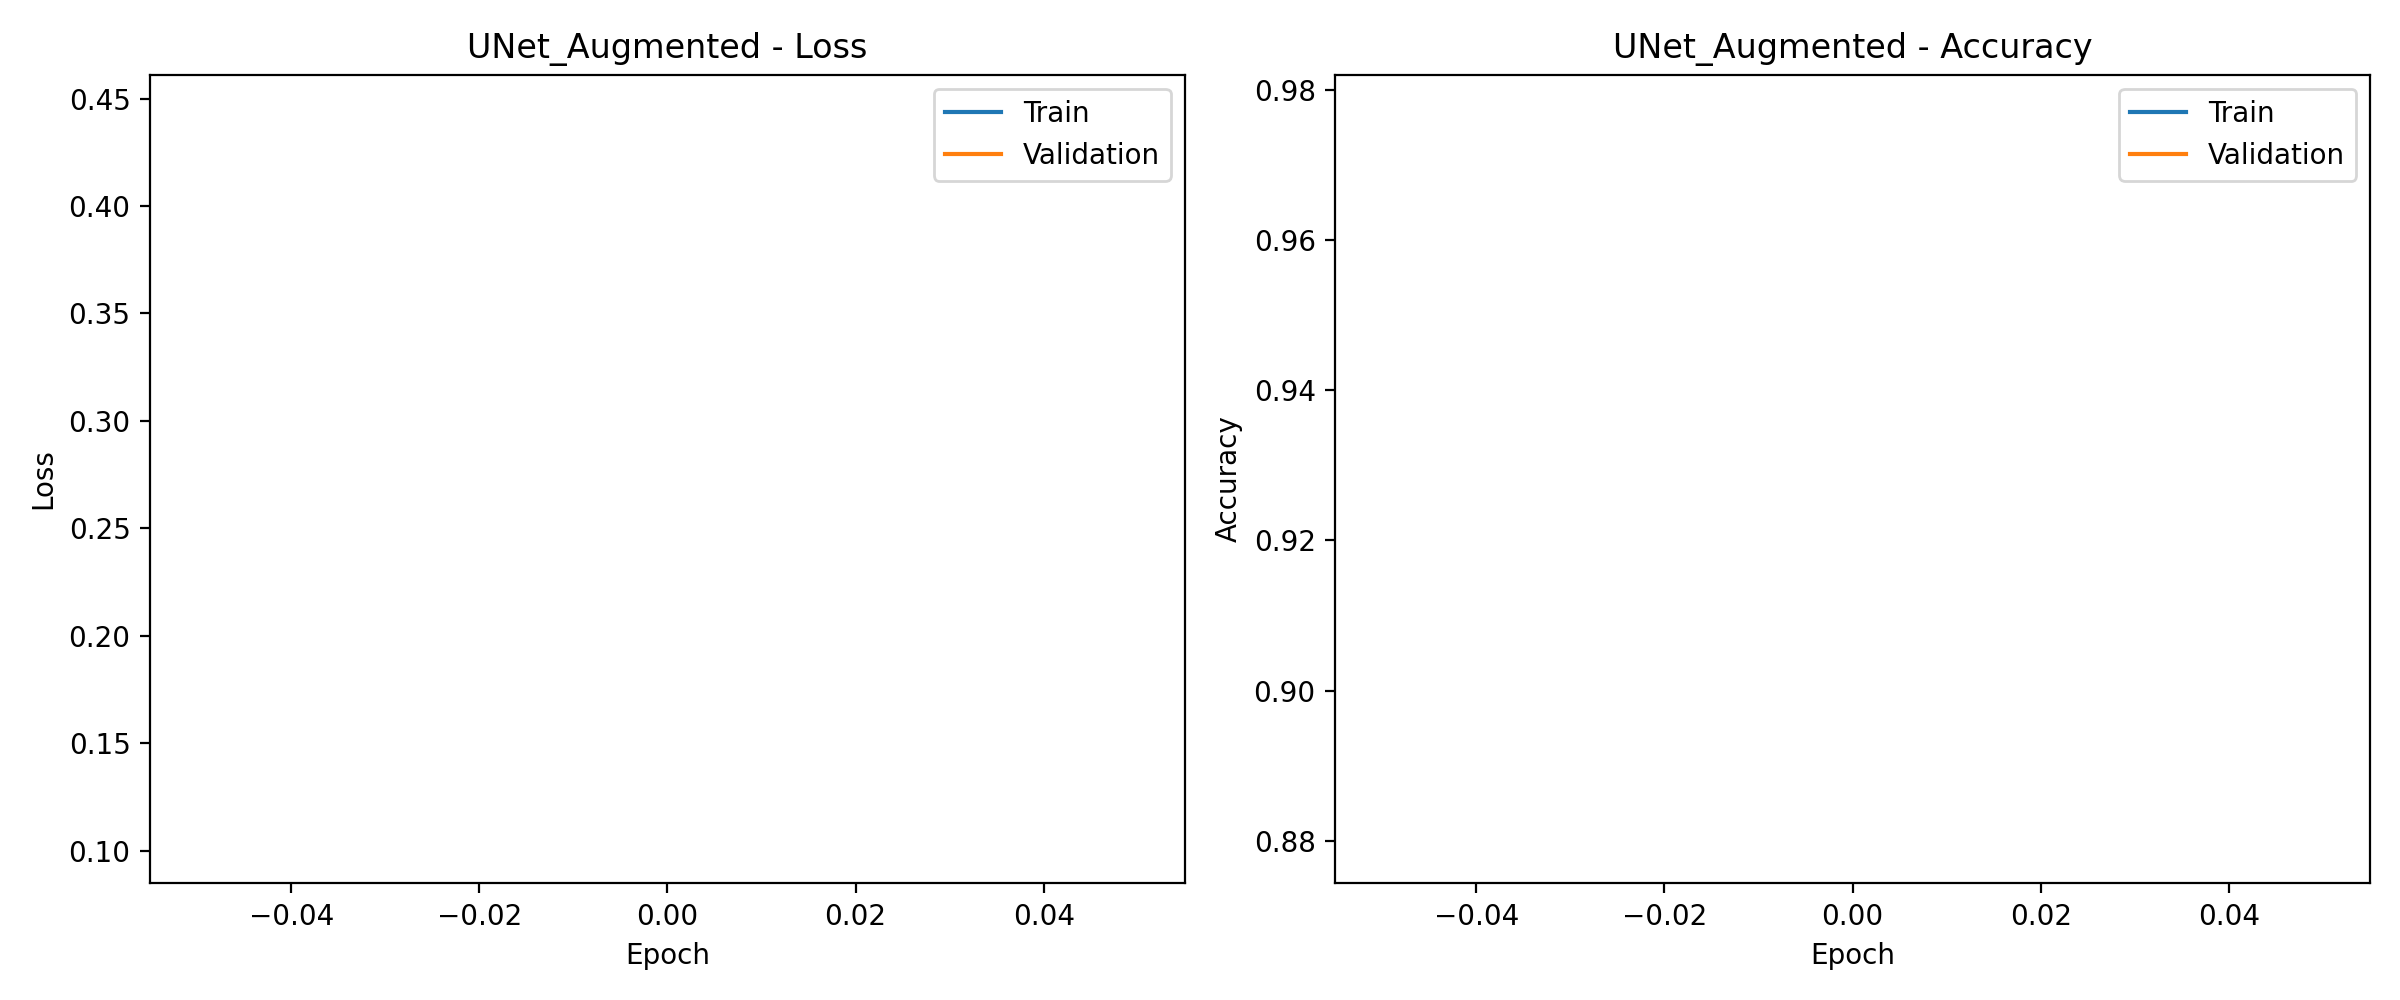 UNet_Augmented - Loss
Train
Validation
0.45
0.40
0.35
0.30
0.25
0.20
0.15
0.10
Loss
−0.04 −0.02 0.00 0.02 0.04
Epoch
UNet_Augmented - Accuracy
Train
Validation
0.98
0.96
0.94
0.92
0.90
0.88
Accuracy
−0.04 −0.02 0.00 0.02 0.04
Epoch